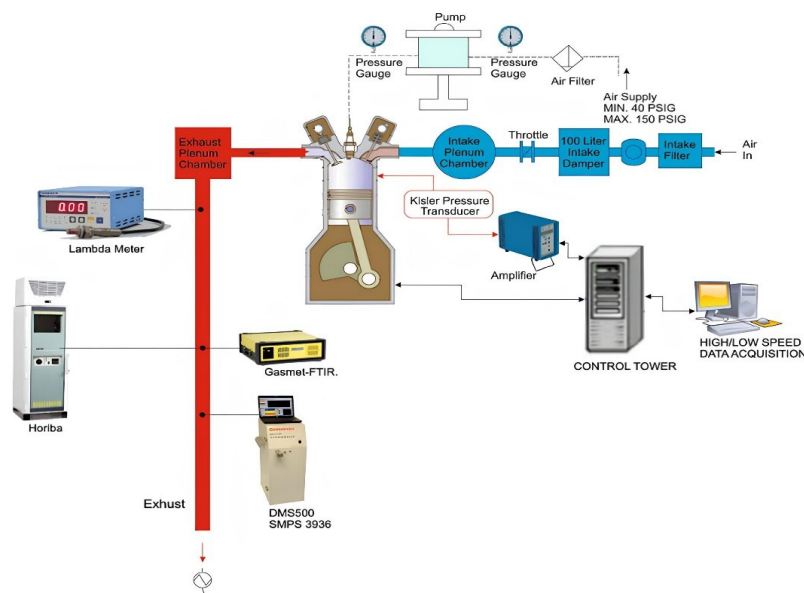 Pump
Pressure
Gauge
Pressure
Gauge
Air Filter
Air Supply
MIN. 40 PSIG
MAX. 150 PSIG
Exhaust
Plenum
Chamber
Intake
Plenum
Chamber
Throttle
100 Liter
Intake
Damper
Intake
Filter
Air
In
Kisler Pressure
Transducer
0.00
Lambda Meter
Amplifier
CONTROL TOWER
HIGH/LOW SPEED
DATA ACQUISITION
Horiba
Gasmet-FTIR.
DMS500
SMPS 3936
Exhust